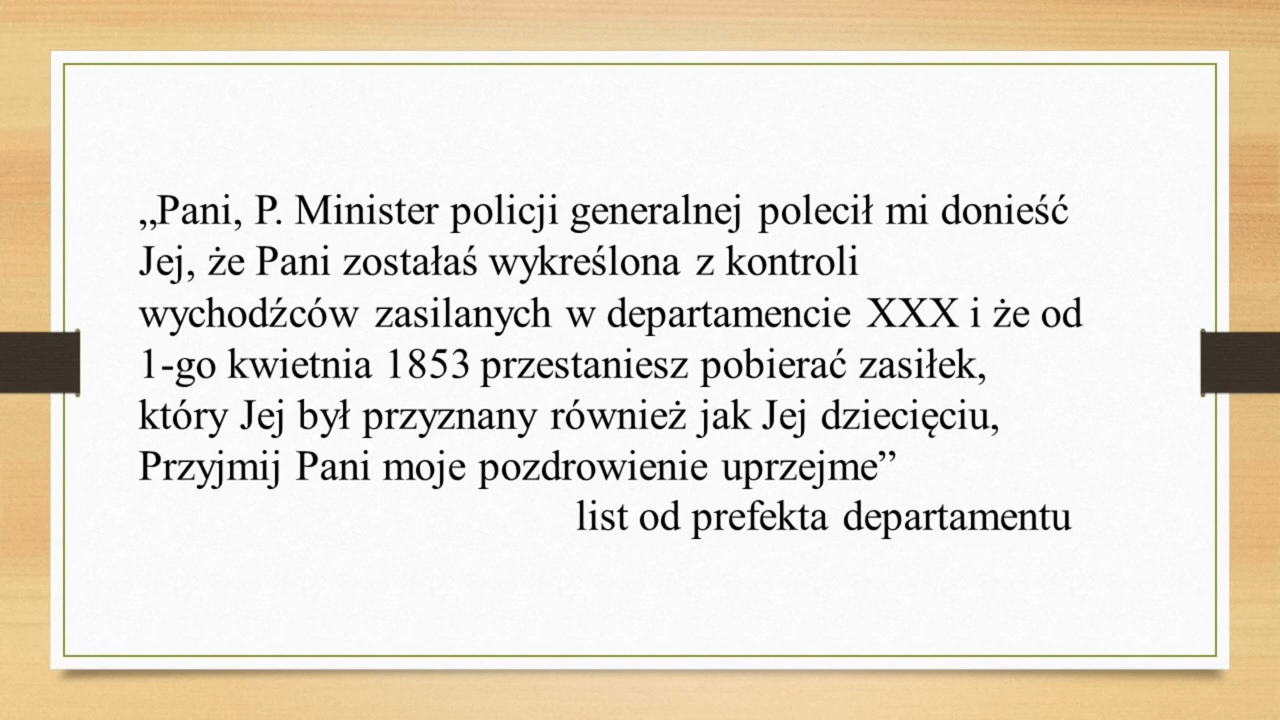 „Pani, P. Minister policji generalnej polecił mi donieść
Jej, że Pani zostałaś wykreślona z kontroli
wychodźców zasilanych w departamencie XXX i że od
1-go kwietnia 1853 przestaniesz pobierać zasiłek,
który Jej był przyznany również jak Jej dziecięciu,
Przyjmij Pani moje pozdrowienie uprzejme”
list od prefekta departamentu